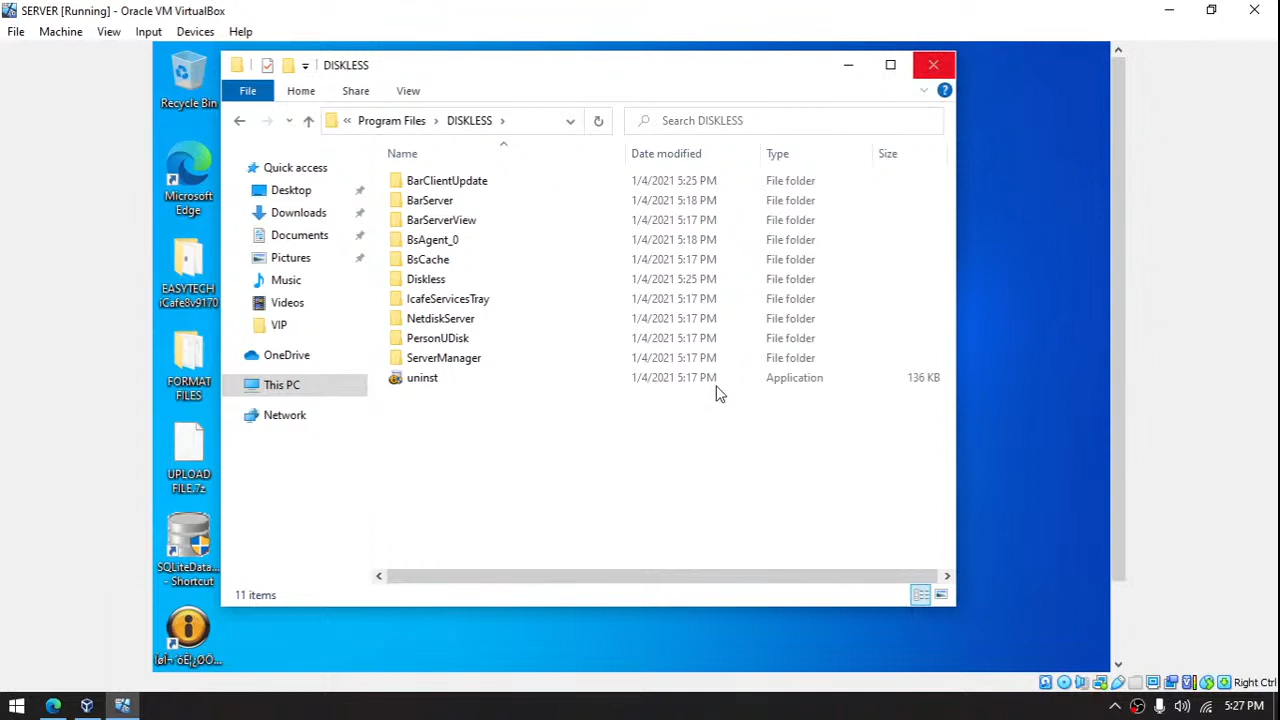 SERVER [Running] - Oracle VM VirtualBox
File Machine View Input Devices Help
Recycle Bin
Microsoft
Edge
EASYTECH
iCafe8v9170
FORMAT
FILES
UPLOAD
FILE.7z
SQLiteData...
- Shortcut
DISKLESS
File Home Share View
« Program Files › DISKLESS ›
Search DISKLESS
Quick access
Desktop
Downloads
Documents
Pictures
Music
Videos
VIP
OneDrive
This PC
Network
Name Date modified Type Size
BarClientUpdate 1/4/2021 5:25 PM File folder
BarServer 1/4/2021 5:18 PM File folder
BarServerView 1/4/2021 5:17 PM File folder
BsAgent_0 1/4/2021 5:18 PM File folder
BsCache 1/4/2021 5:17 PM File folder
Diskless 1/4/2021 5:25 PM File folder
IcafeServicesTray 1/4/2021 5:17 PM File folder
NetdiskServer 1/4/2021 5:17 PM File folder
PersonUDisk 1/4/2021 5:17 PM File folder
ServerManager 1/4/2021 5:17 PM File folder
uninst 1/4/2021 5:17 PM Application 136 KB
11 items
Right Ctrl
5:27 PM